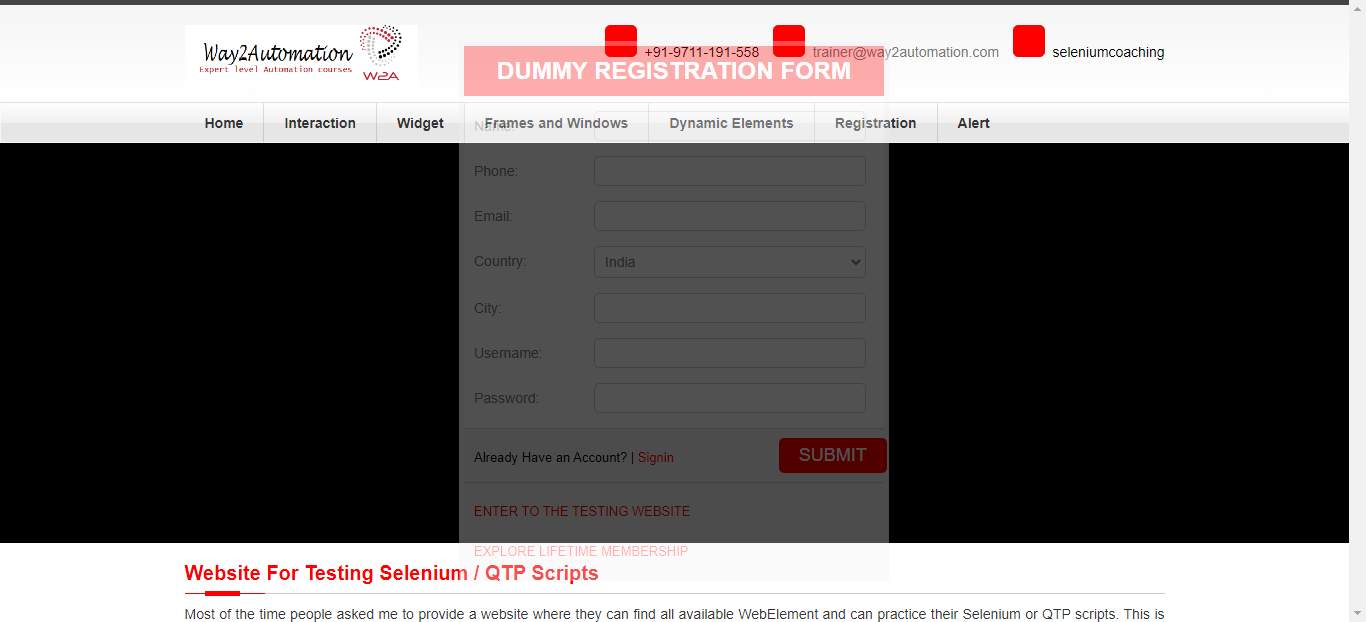 Way2Automation
Expert level Automation courses
W2A
+91-9711-191-558
trainer@way2automation.com
seleniumcoaching
DUMMY REGISTRATION FORM
Home
Interaction
Widget
Frames and Windows
Dynamic Elements
Registration
Alert
Name:
Phone:
Email:
Country:
India
City:
Username:
Password:
Already Have an Account? | Signin
SUBMIT
ENTER TO THE TESTING WEBSITE
EXPLORE LIFETIME MEMBERSHIP
Website For Testing Selenium / QTP Scripts
Most of the time people asked me to provide a website where they can find all available WebElement and can practice their Selenium or QTP scripts. This is